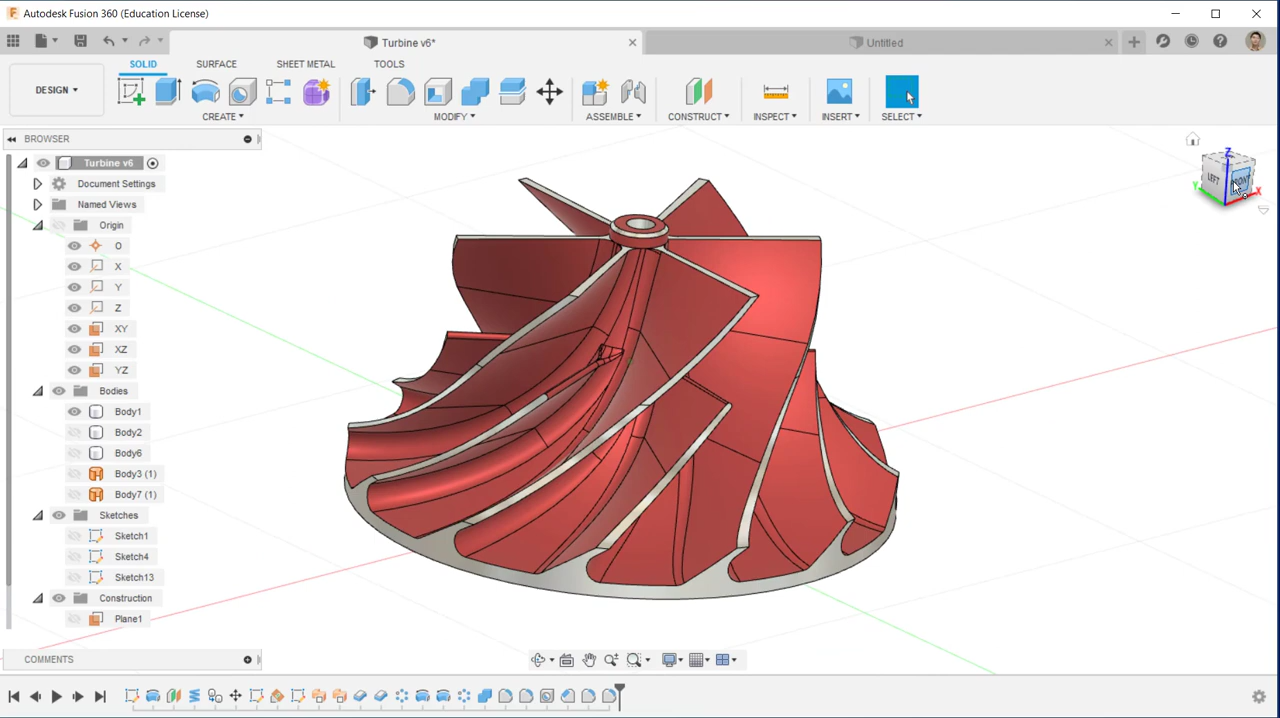 Autodesk Fusion 360 (Education License)
Turbine v6*
Untitled
DESIGN
SOLID
SURFACE
SHEET METAL
TOOLS
CREATE
MODIFY
ASSEMBLE
CONSTRUCT
INSPECT
INSERT
SELECT
BROWSER
Turbine v6
Document Settings
Named Views
Origin
O
X
Y
Z
XY
XZ
YZ
Bodies
Body1
Body2
Body6
Body3 (1)
Body7 (1)
Sketches
Sketch1
Sketch4
Sketch13
Construction
Plane1
COMMENTS
Z
LEFT
FRONT
Y
X